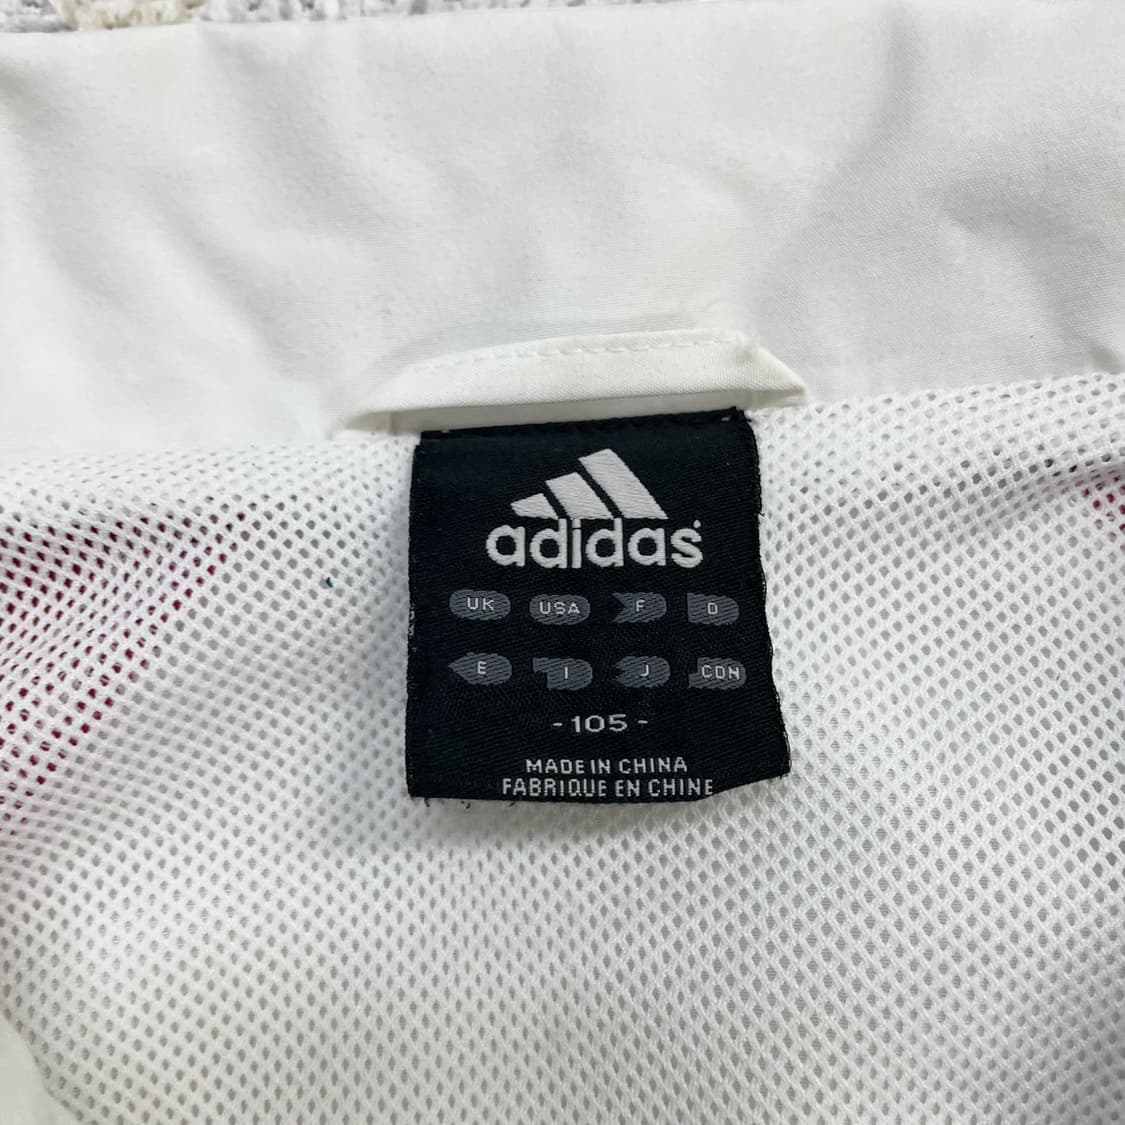 adidas
UK USA F D
E I J CDN
- 105 -
MADE IN CHINA
FABRIQUE EN CHINE